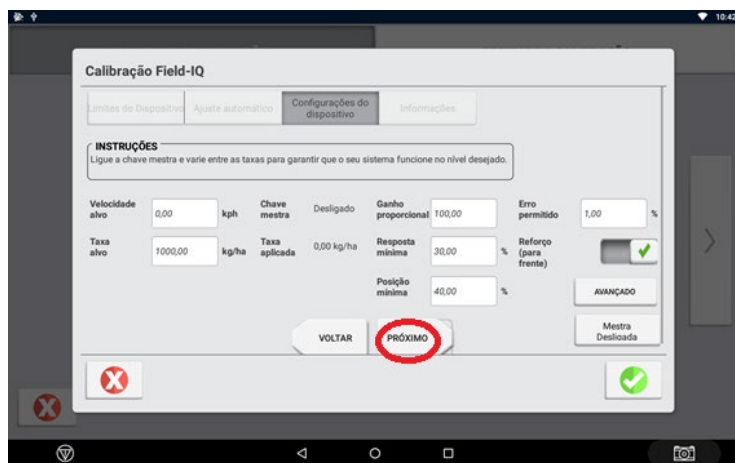 10:42
Calibração Field-IQ
Limites do Dispositivo
Ajuste automático
Configurações do
dispositivo
Informações
INSTRUÇÕES
Ligue a chave mestra e varie entre as taxas para garantir que o seu sistema funcione no nível desejado.
Velocidade
alvo
0,00
kph
Chave
mestra
Desligado
Ganho
proporcional
100,00
Erro
permitido
1,00
%
Taxa
alvo
1000,00
kg/ha
Taxa
aplicada
0,00 kg/ha
Resposta
mínima
30,00
%
Reforço
(para
frente)
Posição
mínima
40,00
%
AVANÇADO
VOLTAR
PRÓXIMO
Mestra
Desligada